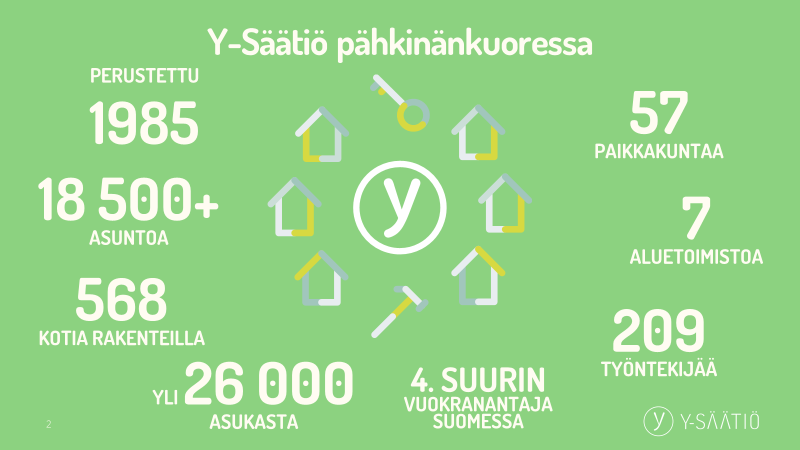 Y-Säätiö pähkinänkuoressa
PERUSTETTU
1985
18 500+
ASUNTOA
568
KOTIA RAKENTEILLA
YLI 26 000
ASUKASTA
y
4. SUURIN
VUOKRANANTAJA
SUOMESSA
57
PAIKKAKUNTAA
7
ALUETOIMISTOA
209
TYÖNTEKIJÄÄ
2
y Y-SÄÄTIÖ